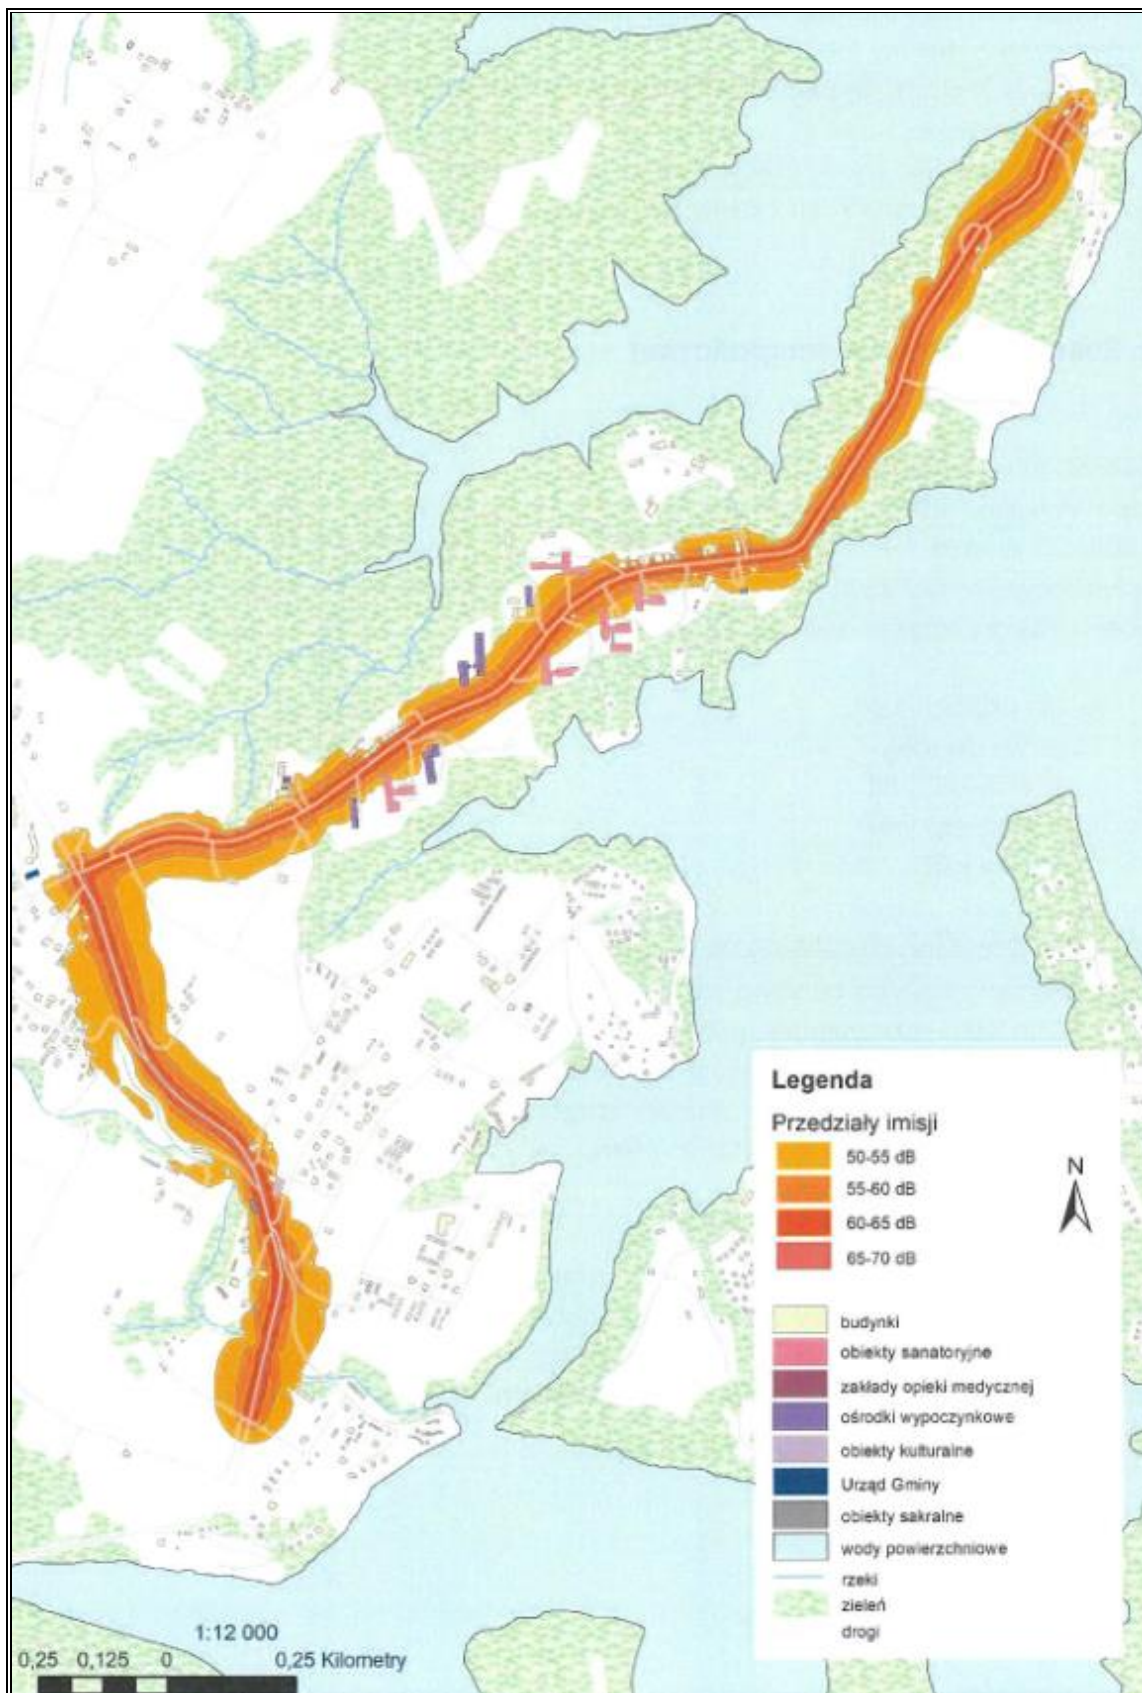 Legenda
Przedziały imisji
50-55 dB
55-60 dB
60-65 dB
65-70 dB
N
budynki
obiekty sanatoryjne
zakłady opieki medycznej
ośrodki wypoczynkowe
obiekty kulturalne
Urząd Gminy
obiekty sakralne
wody powierzchniowe
rzeki
zieleń
drogi
1:12 000
0,25 0,125 0 0,25 Kilometry